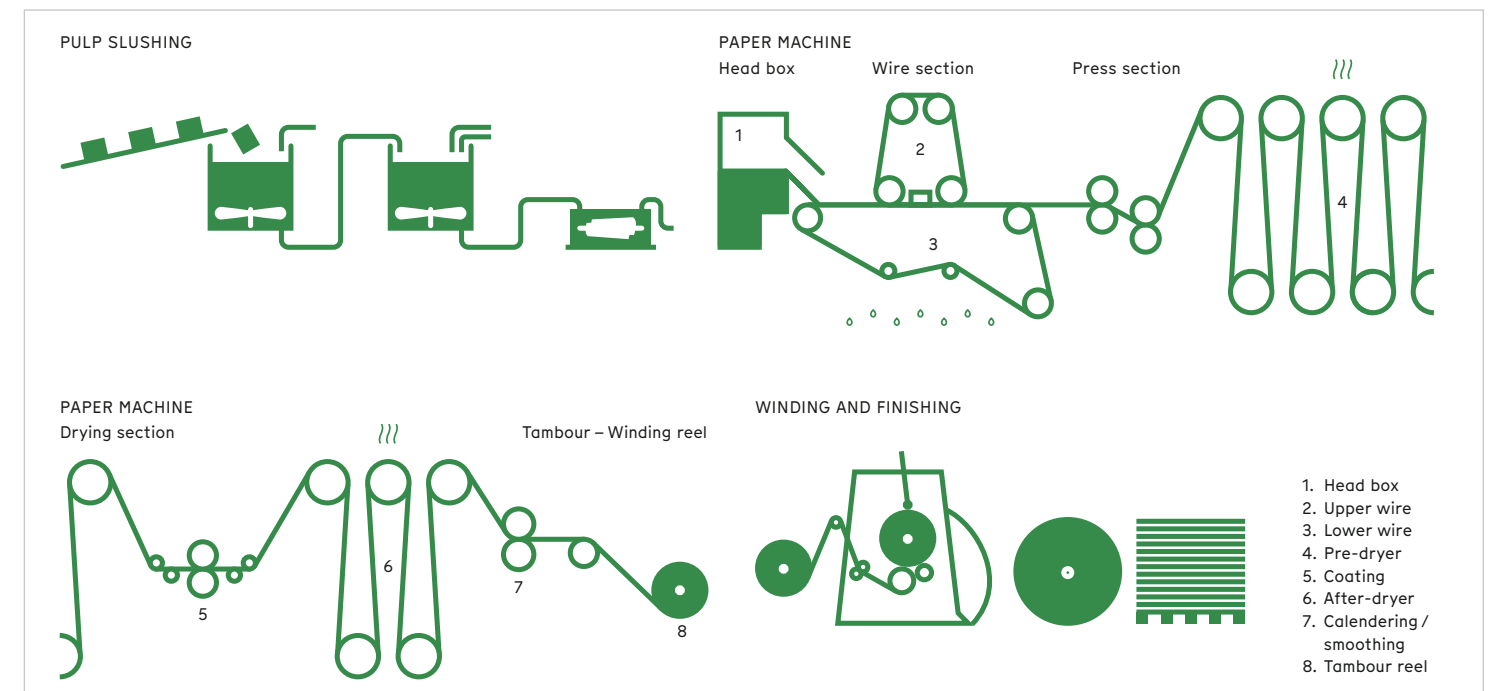 PULP SLUSHING
PAPER MACHINE
Head box
Wire section
Press section
1
2
3
4
PAPER MACHINE
Drying section
Tambour – Winding reel
5
6
7
8
WINDING AND FINISHING
1. Head box
2. Upper wire
3. Lower wire
4. Pre-dryer
5. Coating
6. After-dryer
7. Calendering /
smoothing
8. Tambour reel